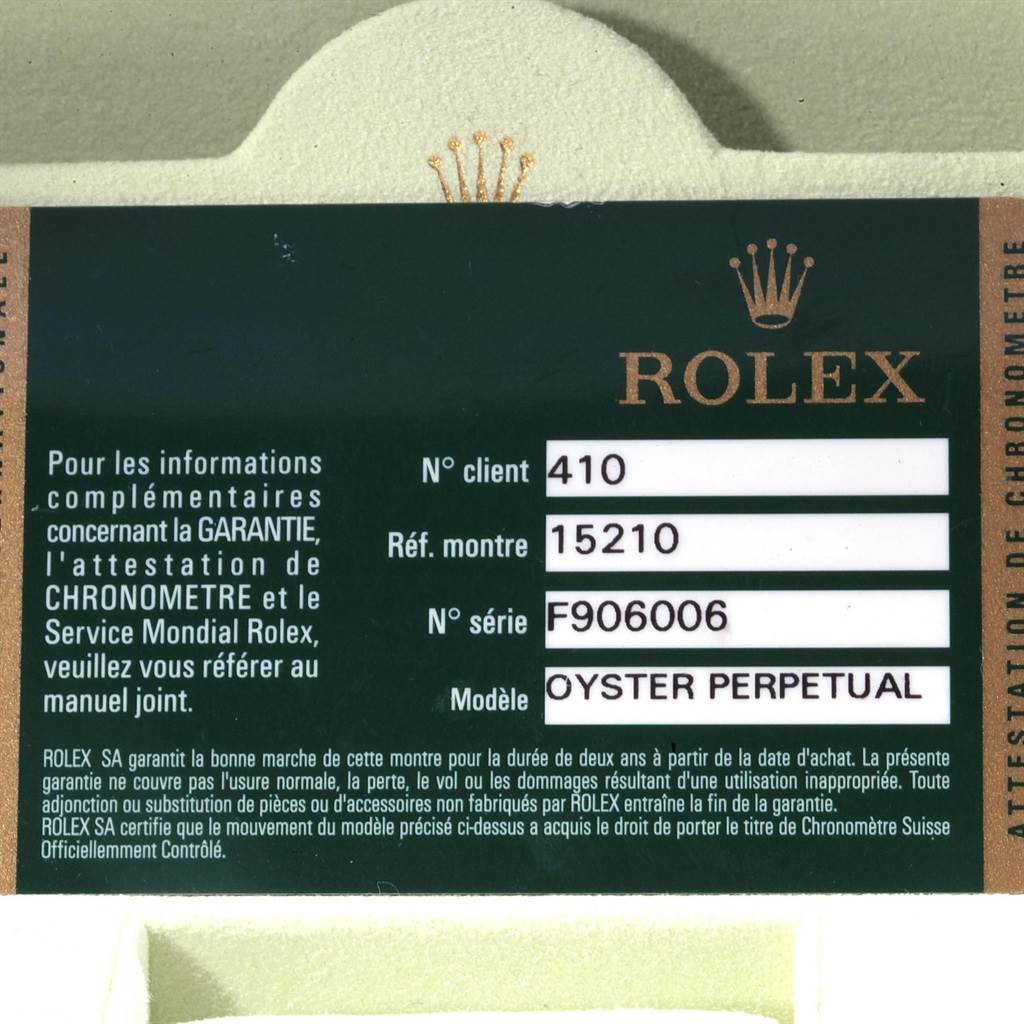 ROLEX
Pour les informations
complémentaires
concernant la GARANTIE,
l'attestation de
CHRONOMETRE et le
Service Mondial Rolex,
veuillez vous référer au
manuel joint.
N° client 410
Réf. montre 15210
N° série F906006
Modèle OYSTER PERPETUAL
ROLEX SA garantit la bonne marche de cette montre pour la durée de deux ans à partir de la date d'achat. La présente
garantie ne couvre pas l'usure normale, la perte, le vol ou les dommages résultant d'une utilisation inappropriée. Toute
adjonction ou substitution de pièces ou d'accessoires non fabriqués par ROLEX entraîne la fin de la garantie.
ROLEX SA certifie que le mouvement du modèle précisé ci-dessus a acquis le droit de porter le titre de Chronomètre Suisse
Officiellemment Contrôlé.
ATTESTATION DE CHRONOMETRE